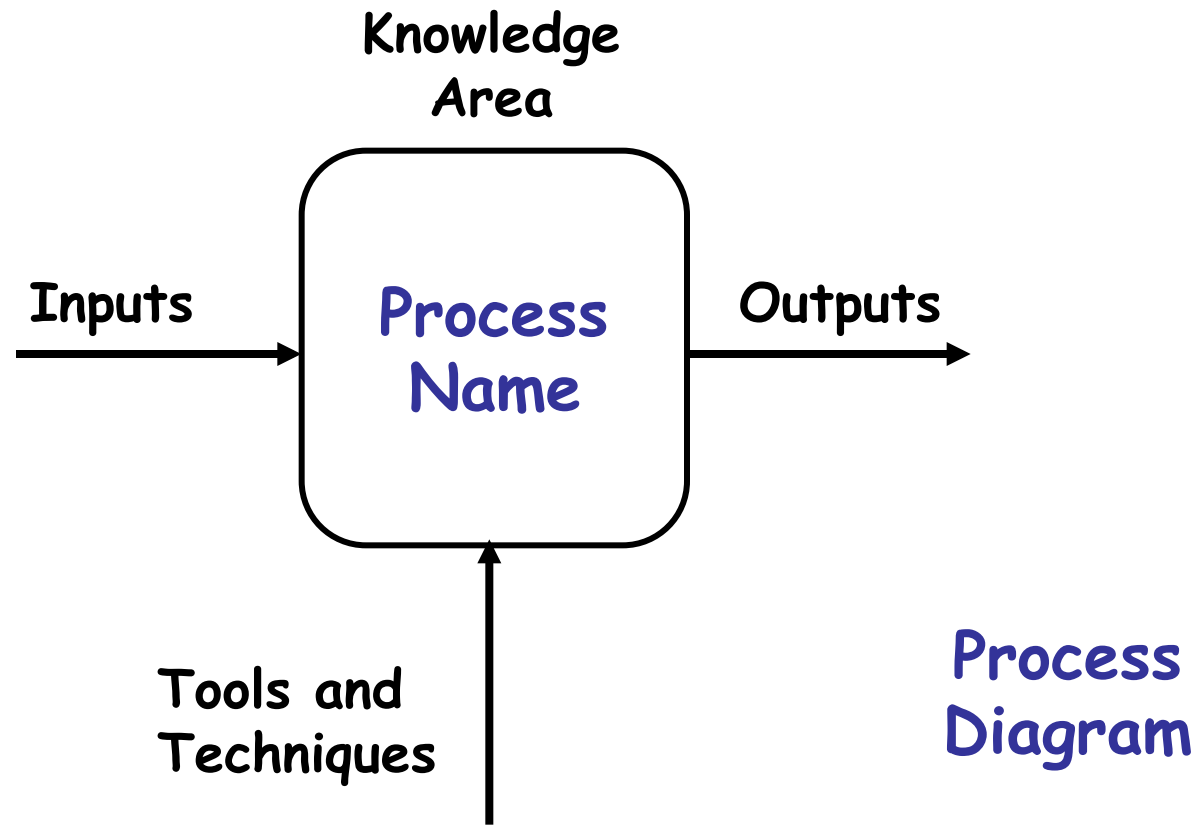 Knowledge
Area
Inputs
Process
Name
Outputs
Tools and
Techniques
Process
Diagram